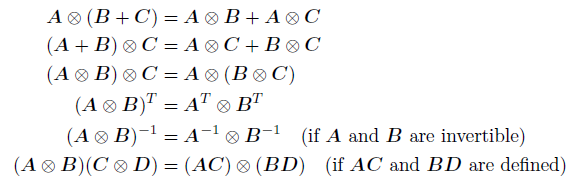 A ⊗ (B + C) = A ⊗ B + A ⊗ C
(A + B) ⊗ C = A ⊗ C + B ⊗ C
(A ⊗ B) ⊗ C = A ⊗ (B ⊗ C)
(A ⊗ B)^T = A^T ⊗ B^T
(A ⊗ B)^{-1} = A^{-1} ⊗ B^{-1} (if A and B are invertible)
(A ⊗ B)(C ⊗ D) = (AC) ⊗ (BD) (if AC and BD are defined)